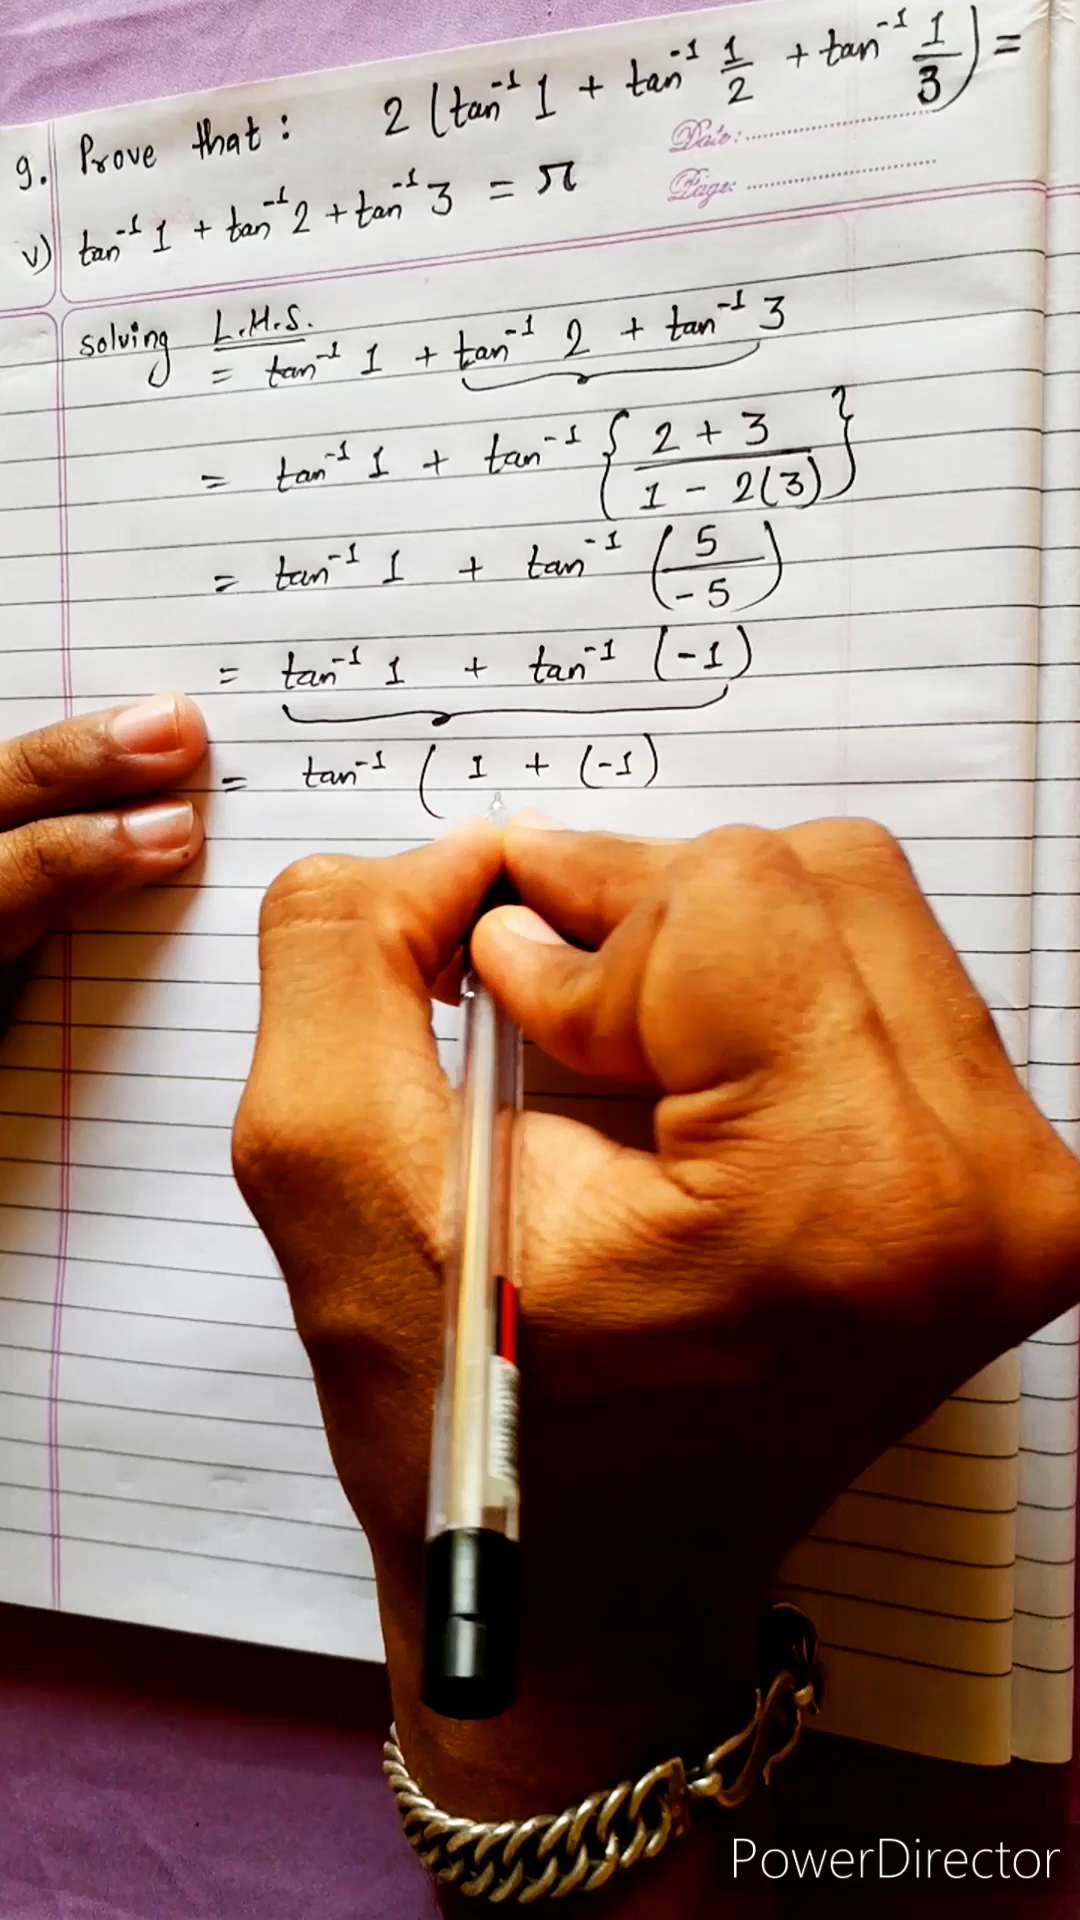 9. Prove that : 2 (tan⁻¹ 1 + tan⁻¹ 1/2 + tan⁻¹ 1/3) =
Date:
Page:
v) tan⁻¹ 1 + tan⁻¹ 2 + tan⁻¹ 3 = π
solving L.H.S.
= tan⁻¹ 1 + tan⁻¹ 2 + tan⁻¹ 3
= tan⁻¹ 1 + tan⁻¹ { 2 + 3 / 1 - 2(3) }
= tan⁻¹ 1 + tan⁻¹ ( 5 / -5 )
= tan⁻¹ 1 + tan⁻¹ (-1)
= tan⁻¹ ( 1 + (-1)
PowerDirector